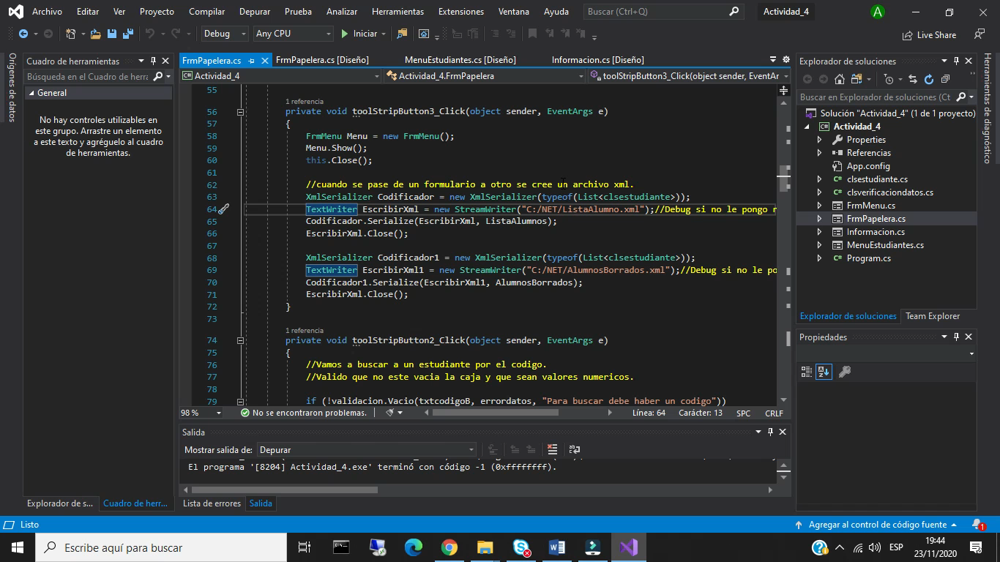 Archivo Editar Ver Proyecto Compilar Depurar Prueba Analizar Herramientas Extensiones Ventana Ayuda Buscar (Ctrl+Q) Actividad_4 A
Debug Any CPU Iniciar Live Share
Orígenes de datos
Cuadro de herramientas
Búsqueda en el Cuadro de herra
General
No hay controles utilizables en
este grupo. Arrastre un elemento
a este texto y agréguelo al cuadro
de herramientas.
Explorador de s... Cuadro de herr...
FrmPapelera.cs FrmPapelera.cs [Diseño] MenuEstudiantes.cs [Diseño] Informacion.cs [Diseño]
Actividad_4 Actividad_4.FrmPapelera toolStripButton3_Click(object sender, EventAr
55
1 referencia
56 private void toolStripButton3_Click(object sender, EventArgs e)
57 {
58 FrmMenu Menu = new FrmMenu();
59 Menu.Show();
60 this.Close();
61
62 //cuando se pase de un formulario a otro se cree un archivo xml.
63 XmlSerializer Codificador = new XmlSerializer(typeof(List<clsestudiante>));
64 TextWriter EscribirXml = new StreamWriter("C:/NET/ListaAlumno.xml");//Debug si no le pongo
65 Codificador.Serialize(EscribirXml, ListaAlumnos);
66 EscribirXml.Close();
67
68 XmlSerializer Codificador1 = new XmlSerializer(typeof(List<clsestudiante>));
69 TextWriter EscribirXml1 = new StreamWriter("C:/NET/AlumnosBorrados.xml");//Debug si no le po
70 Codificador1.Serialize(EscribirXml1, AlumnosBorrados);
71 EscribirXml.Close();
72 }
73
1 referencia
74 private void toolStripButton2_Click(object sender, EventArgs e)
75 {
76 //Vamos a buscar a un estudiante por el codigo.
77 //Valido que no este vacia la caja y que sean valores numericos.
78
79 if (!validacion.Vacio(txtcodigoB, errordatos, "Para buscar debe haber un codigo"))
98 % No se encontraron problemas. Línea: 64 Carácter: 13 SPC CRLF
Salida
Mostrar salida de: Depurar
El programa '[8204] Actividad_4.exe' terminó con código -1 (0xffffffff).
Lista de errores Salida
Explorador de soluciones
Buscar en Explorador de soluciones (Ct
Solución "Actividad_4" (1 de 1 proyecto)
Actividad_4
Properties
Referencias
App.config
clsestudiante.cs
clsverificaciondatos.cs
FrmMenu.cs
FrmPapelera.cs
Informacion.cs
MenuEstudiantes.cs
Program.cs
Explorador de soluciones Team Explorer
Propiedades
Herramientas de diagnóstico
Listo Agregar al control de código fuente 1
Escribe aquí para buscar ESP 19:44
23/11/2020